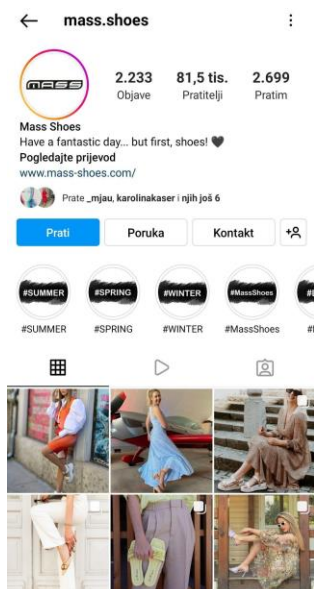 mass.shoes
MASS
2.233 81,5 tis. 2.699
Objave Pratitelji Pratim
Mass Shoes
Have a fantastic day... but first, shoes! 🖤
Pogledajte prijevod
www.mass-shoes.com/
Prate _mjau, karolinakaser i njih još 6
Prati Poruka Kontakt
#SUMMER #SPRING #WINTER #MassShoes
#SUMMER #SPRING #WINTER #MassShoes